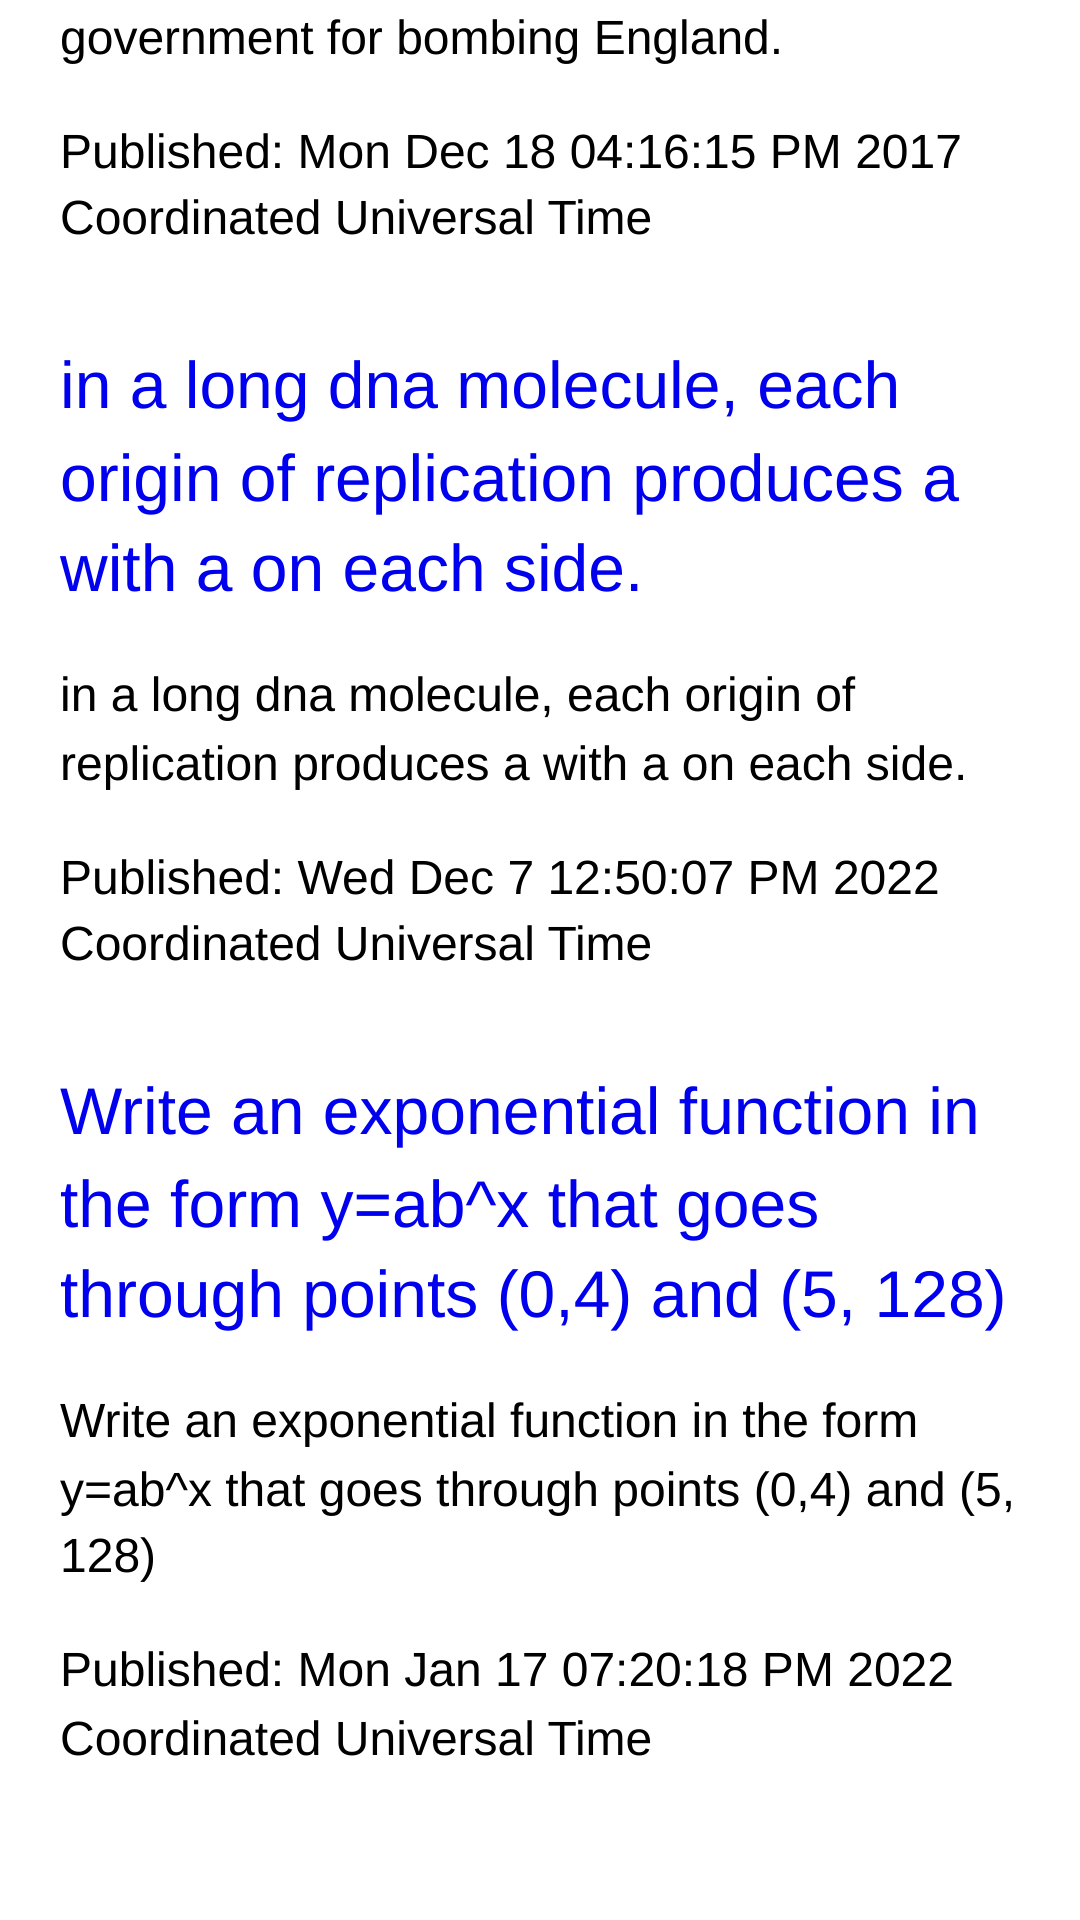 government for bombing England.
Published: Mon Dec 18 04:16:15 PM 2017
Coordinated Universal Time
in a long dna molecule, each
origin of replication produces a
with a on each side.
in a long dna molecule, each origin of
replication produces a with a on each side.
Published: Wed Dec 7 12:50:07 PM 2022
Coordinated Universal Time
Write an exponential function in
the form y=ab^x that goes
through points (0,4) and (5, 128)
Write an exponential function in the form
y=ab^x that goes through points (0,4) and (5,
128)
Published: Mon Jan 17 07:20:18 PM 2022
Coordinated Universal Time